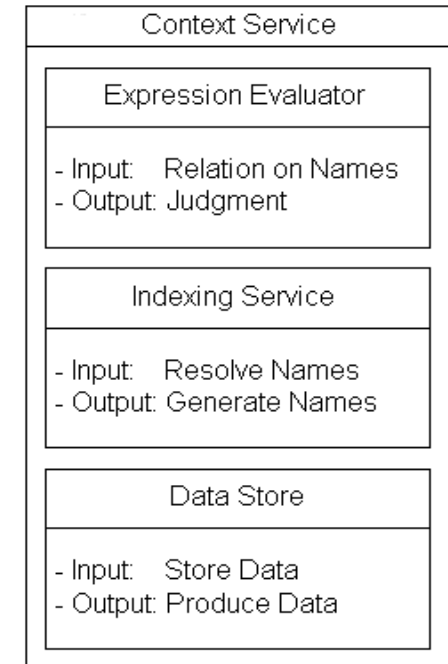 Context Service
Expression Evaluator
- Input: Relation on Names
- Output: Judgment
Indexing Service
- Input: Resolve Names
- Output: Generate Names
Data Store
- Input: Store Data
- Output: Produce Data